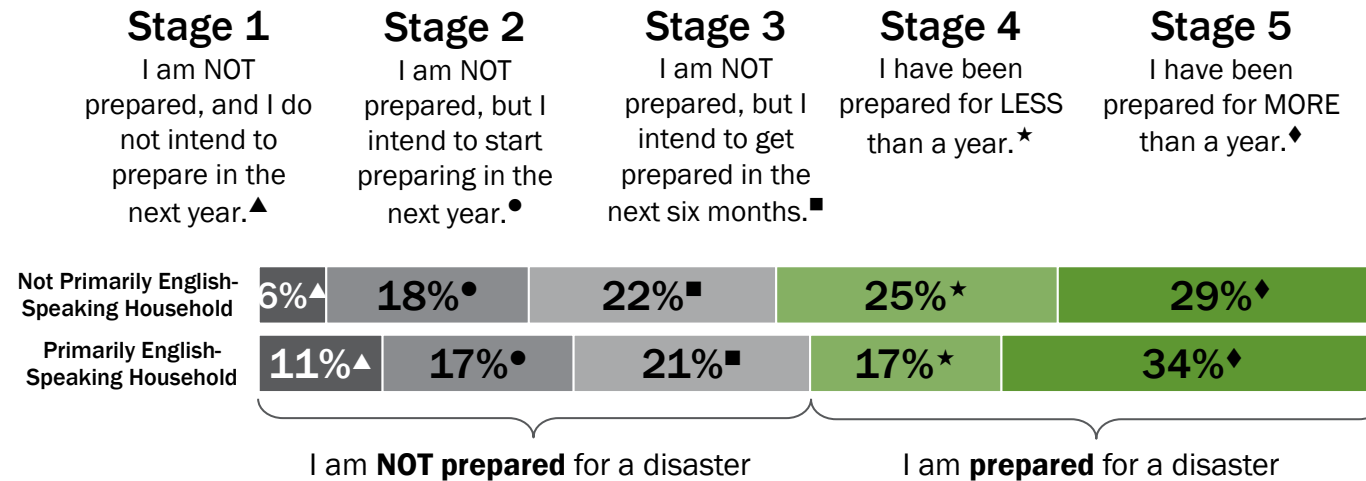 Stage 1
I am NOT
prepared, and I do
not intend to
prepare in the
next year.▲
Stage 2
I am NOT
prepared, but I
intend to start
preparing in the
next year.●
Stage 3
I am NOT
prepared, but I
intend to get
prepared in the
next six months.■
Stage 4
I have been
prepared for LESS
than a year.★
Stage 5
I have been
prepared for MORE
than a year.♦
Not Primarily English-
Speaking Household
6%▲ 18%● 22%■ 25%★ 29%♦
Primarily English-
Speaking Household
11%▲ 17%● 21%■ 17%★ 34%♦
I am NOT prepared for a disaster
I am prepared for a disaster